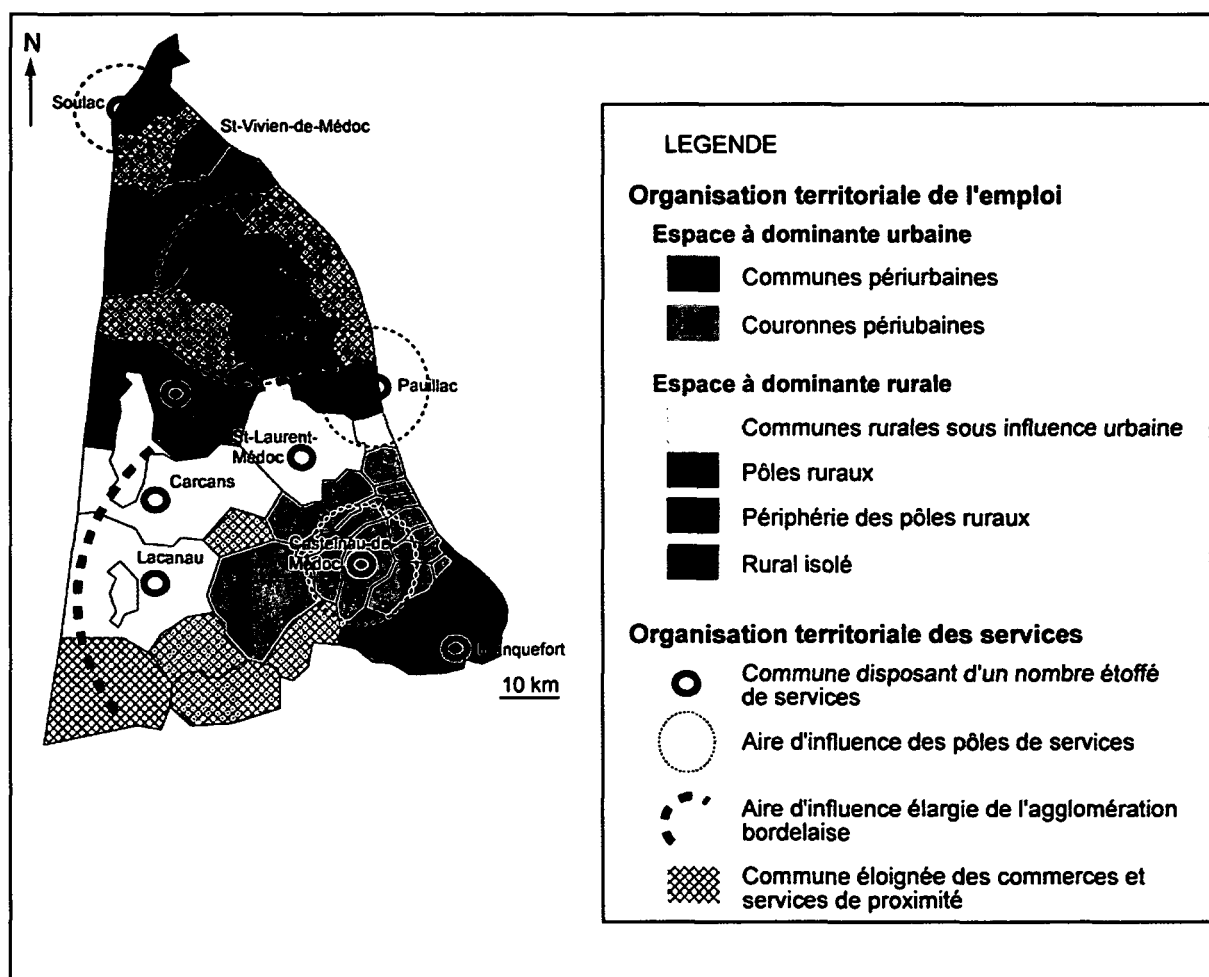 N
Soulac
St-Vivien-de-Médoc
Pauillac
St-Laurent-
Médoc
Carcans
Castelnau-de-
Médoc
Lacanau
10 km
LEGENDE
Organisation territoriale de l'emploi
Espace à dominante urbaine
Communes périurbaines
Couronnes périubaines
Espace à dominante rurale
Communes rurales sous influence urbaine
Pôles ruraux
Périphérie des pôles ruraux
Rural isolé
Organisation territoriale des services
Commune disposant d'un nombre étoffé
de services
Aire d'influence des pôles de services
Aire d'influence élargie de l'agglomération
bordelaise
Commune éloignée des commerces et
services de proximité